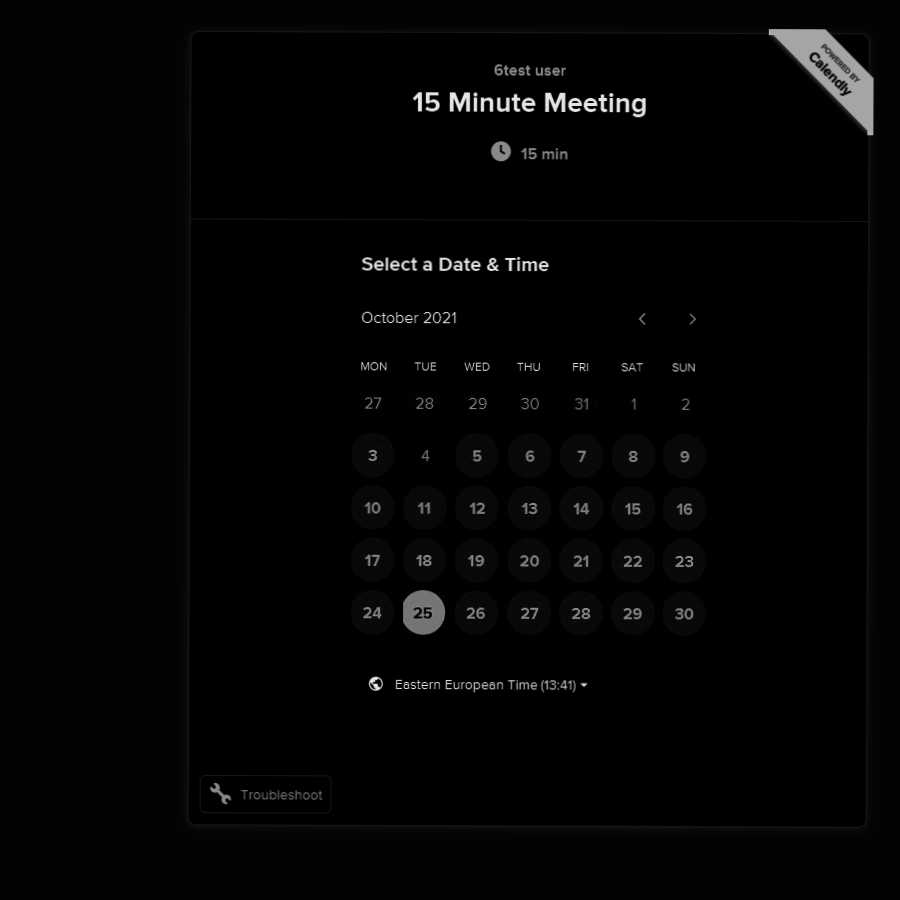 POWERED BY
Calendly
6test user
15 Minute Meeting
15 min
Select a Date & Time
October 2021
MON TUE WED THU FRI SAT SUN
27 28 29 30 31 1 2
3 4 5 6 7 8 9
10 11 12 13 14 15 16
17 18 19 20 21 22 23
24 25 26 27 28 29 30
Eastern European Time (13:41)
Troubleshoot